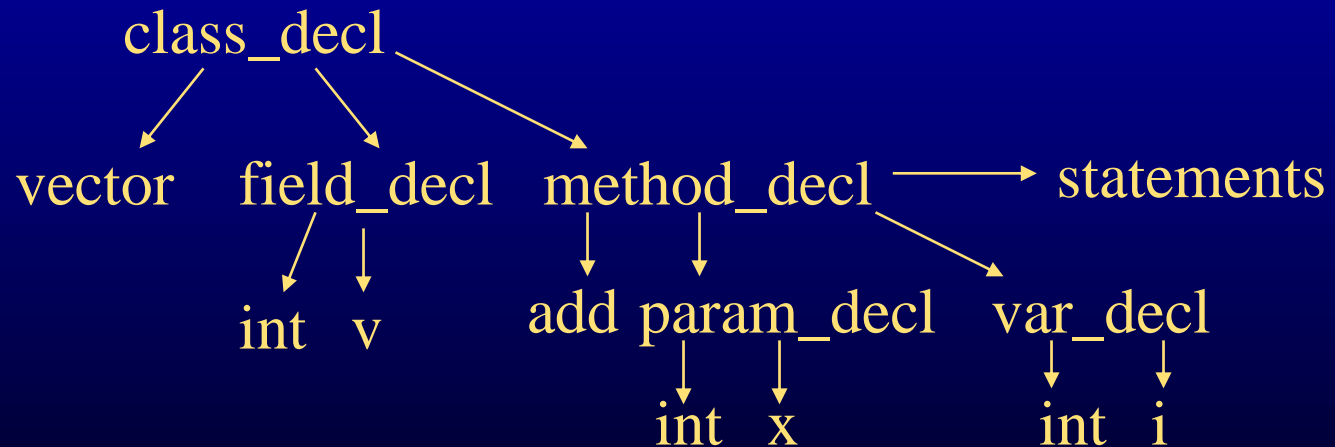 class_decl
vector field_decl method_decl statements
int v add param_decl var_decl
int x int i